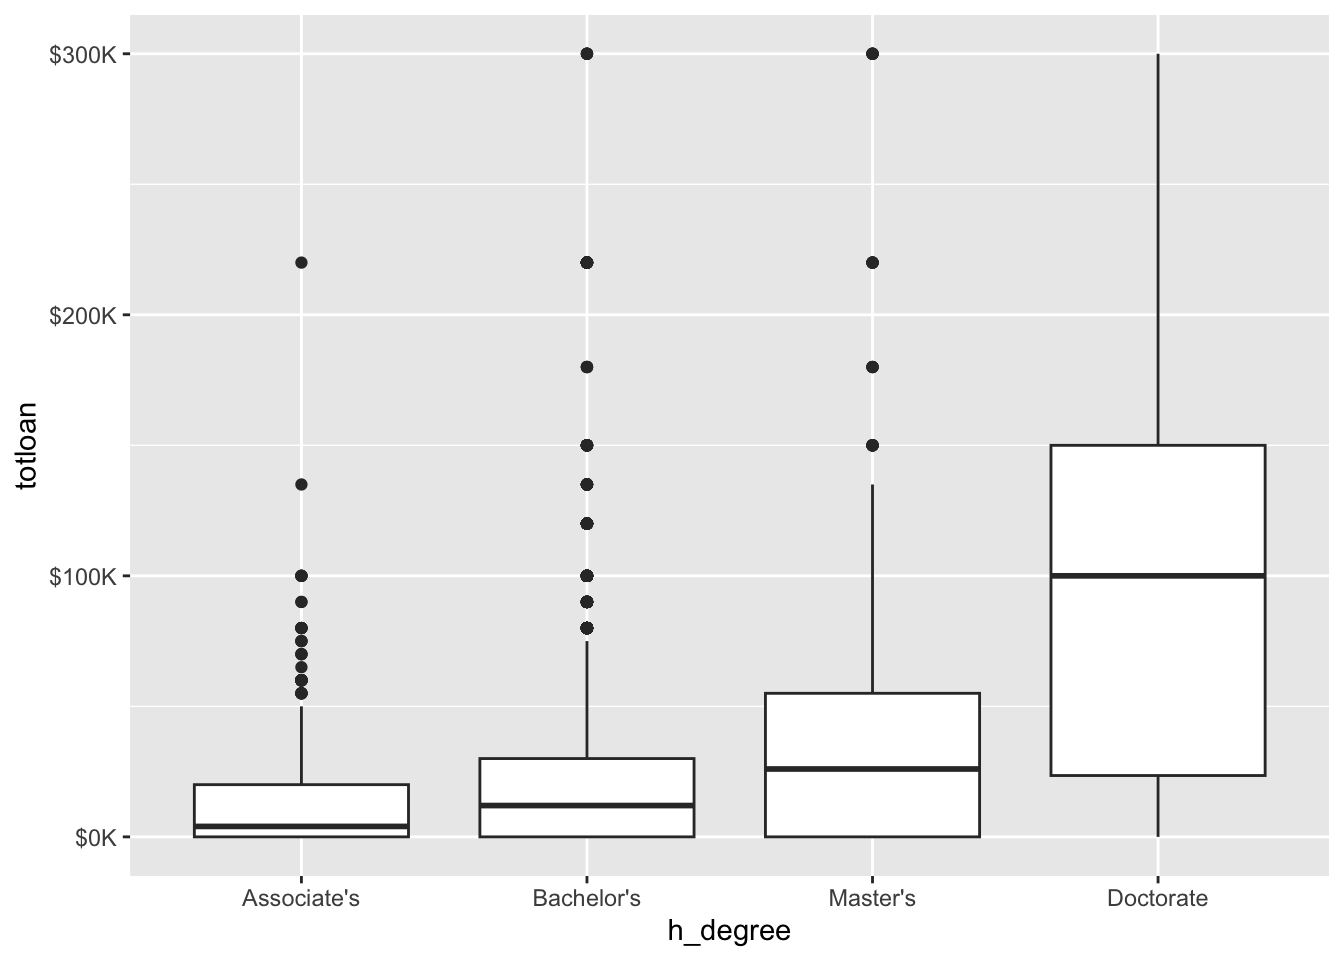 $300K
$200K
$100K
$0K
totloan
Associate's Bachelor's Master's Doctorate
h_degree